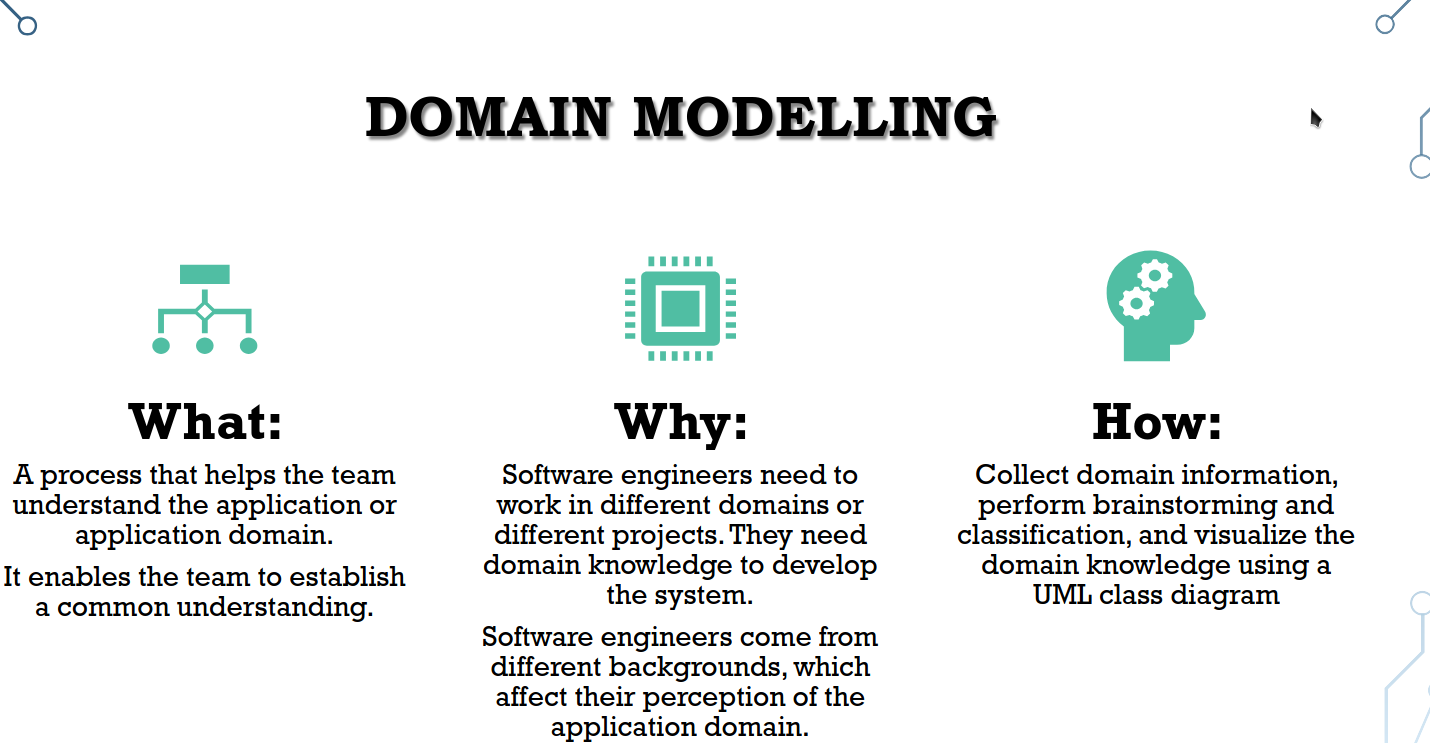 DOMAIN MODELLING
What:
A process that helps the team
understand the application or
application domain.
It enables the team to establish
a common understanding.
Why:
Software engineers need to
work in different domains or
different projects. They need
domain knowledge to develop
the system.
Software engineers come from
different backgrounds, which
affect their perception of the
application domain.
How:
Collect domain information,
perform brainstorming and
classification, and visualize the
domain knowledge using a
UML class diagram